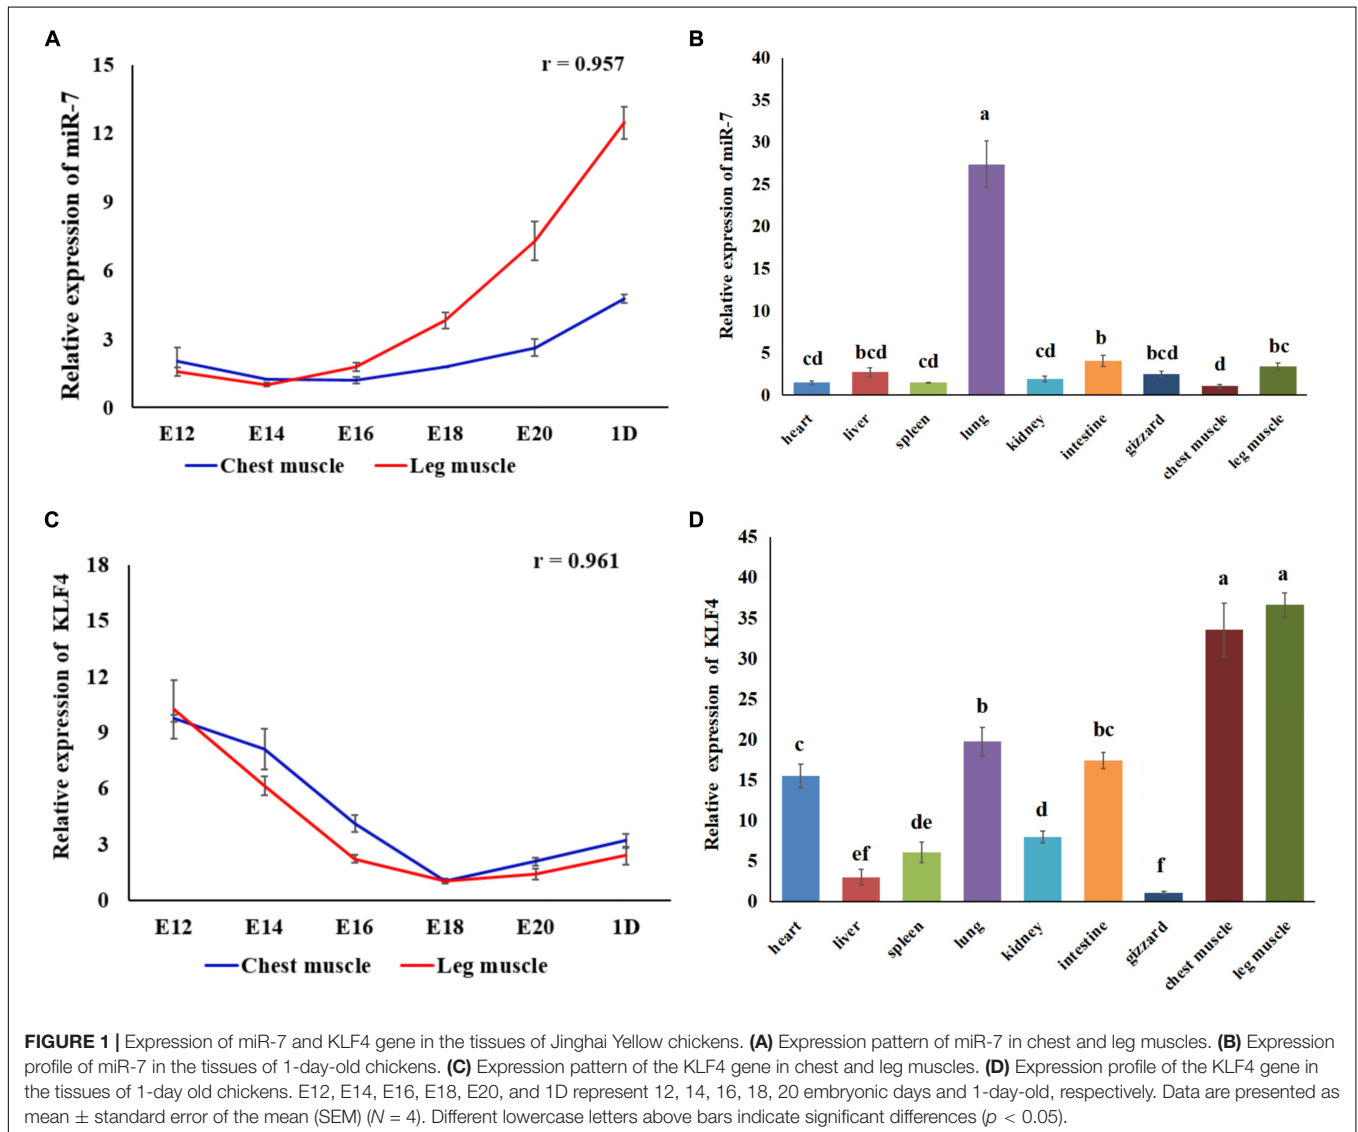 A
r = 0.957
Relative expression of miR-7
15
12
9
6
3
0
E12 E14 E16 E18 E20 1D
Chest muscle Leg muscle
B
Relative expression of miR-7
40
35
30
25
20
15
10
5
0
cd bcd cd a cd b bcd d bc
heart liver spleen lung kidney intestine gizzard chest muscle leg muscle
C
r = 0.961
Relative expression of KLF4
18
15
12
9
6
3
0
E12 E14 E16 E18 E20 1D
Chest muscle Leg muscle
D
Relative expression of KLF4
45
40
35
30
25
20
15
10
5
0
c ef de b d bc f a a
heart liver spleen lung kidney intestine gizzard chest muscle leg muscle
FIGURE 1 | Expression of miR-7 and KLF4 gene in the tissues of Jinghai Yellow chickens. (A) Expression pattern of miR-7 in chest and leg muscles. (B) Expression
profile of miR-7 in the tissues of 1-day-old chickens. (C) Expression pattern of the KLF4 gene in chest and leg muscles. (D) Expression profile of the KLF4 gene in
the tissues of 1-day old chickens. E12, E14, E16, E18, E20, and 1D represent 12, 14, 16, 18, 20 embryonic days and 1-day-old, respectively. Data are presented as
mean ± standard error of the mean (SEM) (N = 4). Different lowercase letters above bars indicate significant differences (p < 0.05).